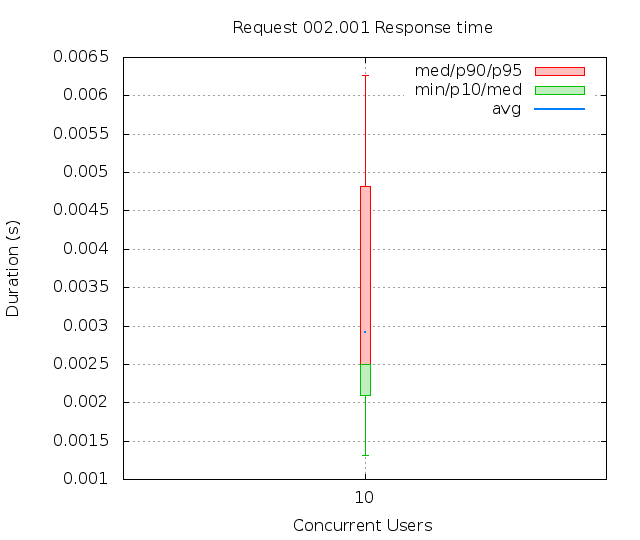 Request 002.001 Response time
0.0065
0.006
0.0055
0.005
0.0045
0.004
0.0035
0.003
0.0025
0.002
0.0015
0.001
Duration (s)
med/p90/p95
min/p10/med
avg
10
Concurrent Users